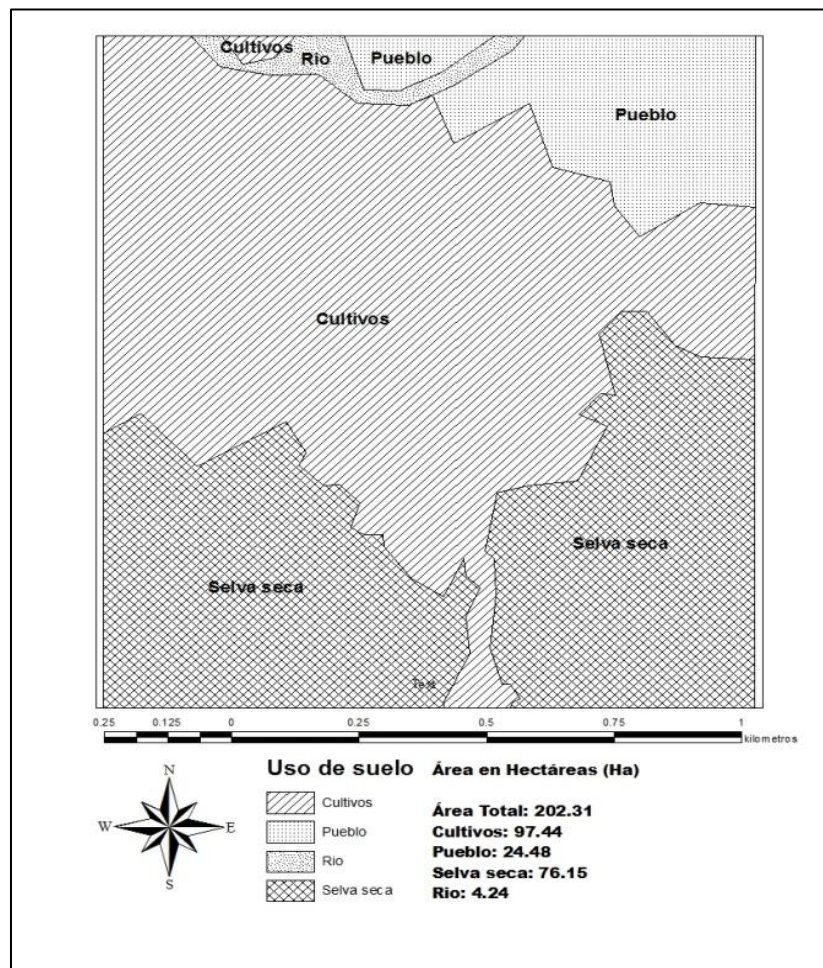 Cultivos
Rio
Pueblo
Pueblo
Cultivos
Selva seca
Selva seca
Text
0.25 0.125 0 0.25 0.5 0.75 1
kilometros
N
W E
S
Uso de suelo
Cultivos
Pueblo
Rio
Selva seca
Área en Hectáreas (Ha)
Área Total: 202.31
Cultivos: 97.44
Pueblo: 24.48
Selva seca: 76.15
Rio: 4.24